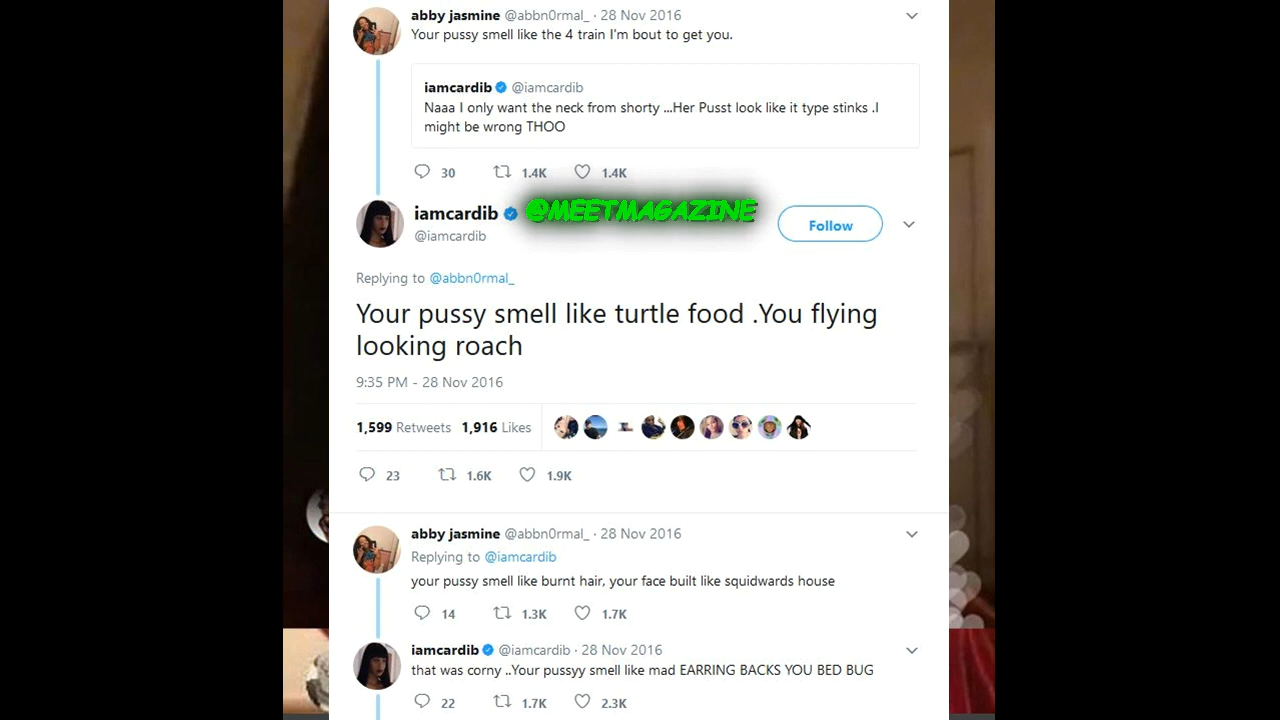 abby jasmine @abbn0rmal_ · 28 Nov 2016
Your pussy smell like the 4 train I'm bout to get you.
iamcardib @iamcardib
Naaa I only want the neck from shorty ...Her Pusst look like it type stinks .I
might be wrong THOO
30 1.4K 1.4K
iamcardib @MEETMAGAZINE
@iamcardib
Follow
Replying to @abbn0rmal_
Your pussy smell like turtle food .You flying
looking roach
9:35 PM - 28 Nov 2016
1,599 Retweets 1,916 Likes
23 1.6K 1.9K
abby jasmine @abbn0rmal_ · 28 Nov 2016
Replying to @iamcardib
your pussy smell like burnt hair, your face built like squidwards house
14 1.3K 1.7K
iamcardib @iamcardib · 28 Nov 2016
that was corny ..Your pussyy smell like mad EARRING BACKS YOU BED BUG
22 1.7K 2.3K